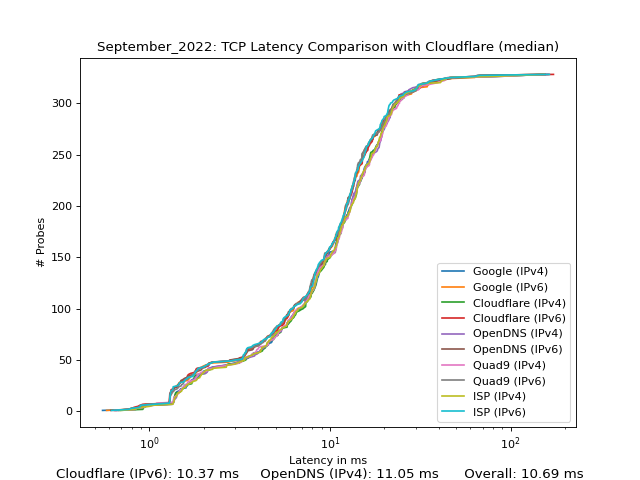 September_2022: TCP Latency Comparison with Cloudflare (median)
300
250
200
150
100
50
0
# Probes
Google (IPv4)
Google (IPv6)
Cloudflare (IPv4)
Cloudflare (IPv6)
OpenDNS (IPv4)
OpenDNS (IPv6)
Quad9 (IPv4)
Quad9 (IPv6)
ISP (IPv4)
ISP (IPv6)
10⁰ 10¹ 10²
Latency in ms
Cloudflare (IPv6): 10.37 ms OpenDNS (IPv4): 11.05 ms Overall: 10.69 ms